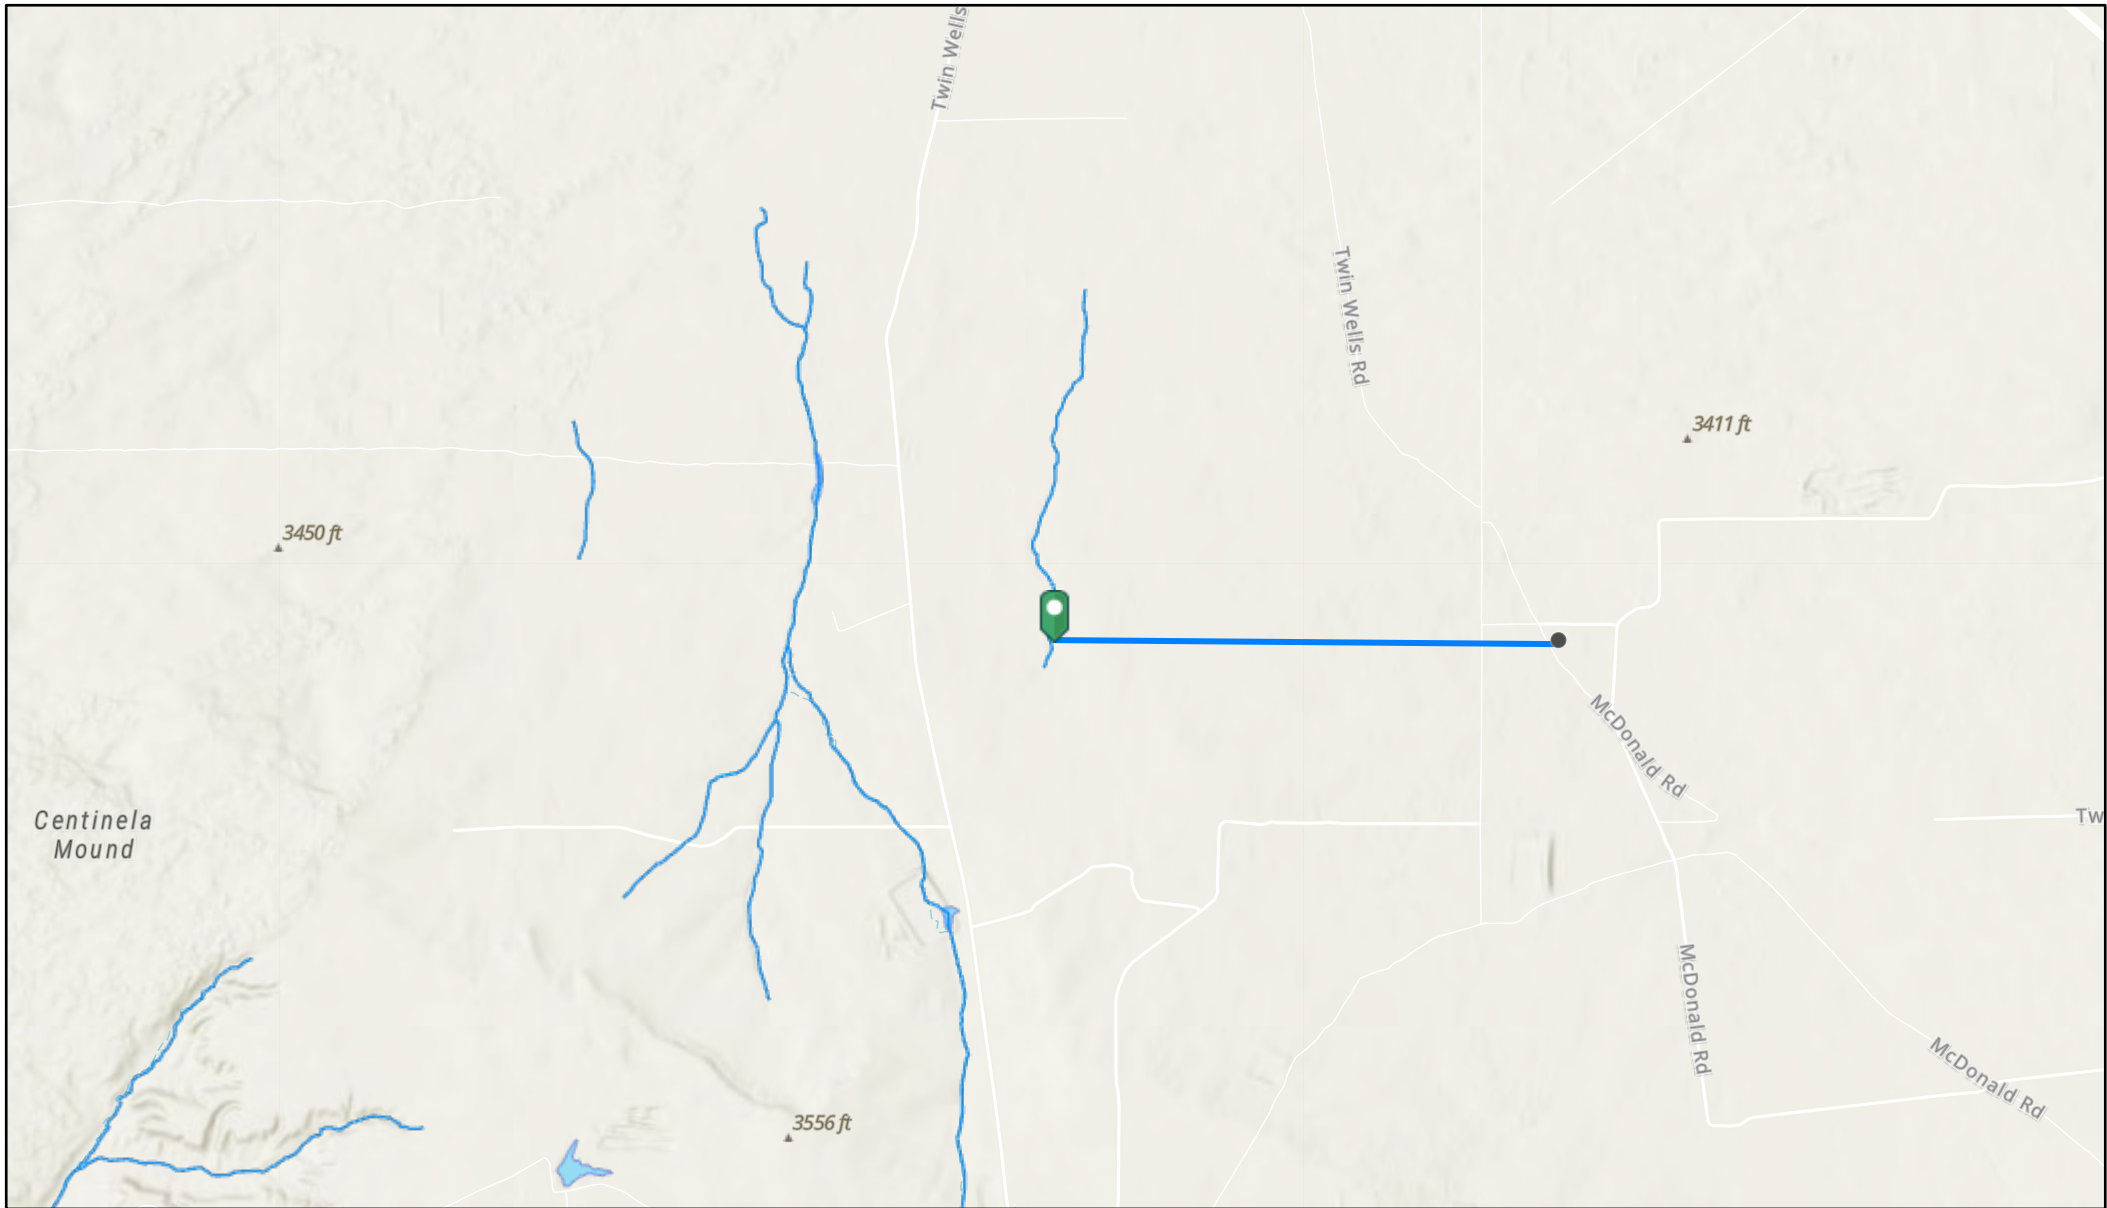 Twin Wells
Twin Wells Rd
3411 ft
3450 ft
McDonald Rd
Centinela
Mound
Tw
McDonald Rd
McDonald Rd
3556 ft